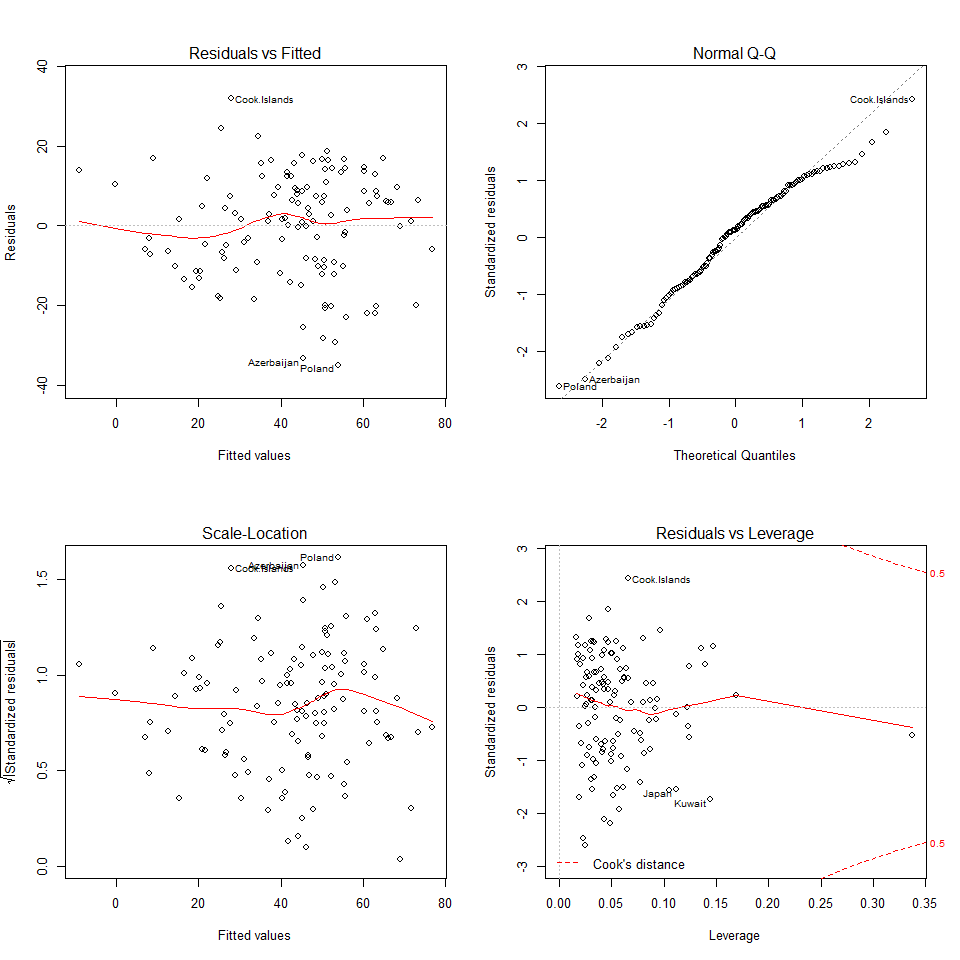 Residuals vs Fitted
Residuals
40
20
0
-20
-40
Cook.Islands
Azerbaijan
Poland
0 20 40 60 80
Fitted values
Normal Q-Q
Standardized residuals
3
2
1
0
-1
-2
Cook.Islands
Azerbaijan
Poland
-2 -1 0 1 2
Theoretical Quantiles
Scale-Location
√|Standardized residuals|
1.5
1.0
0.5
0.0
Poland
Azerbaijan
Cook.Islands
0 20 40 60 80
Fitted values
Residuals vs Leverage
Standardized residuals
3
2
1
0
-1
-2
-3
0.5
Cook.Islands
Japan
Kuwait
0.5
Cook's distance
0.00 0.05 0.10 0.15 0.20 0.25 0.30 0.35
Leverage